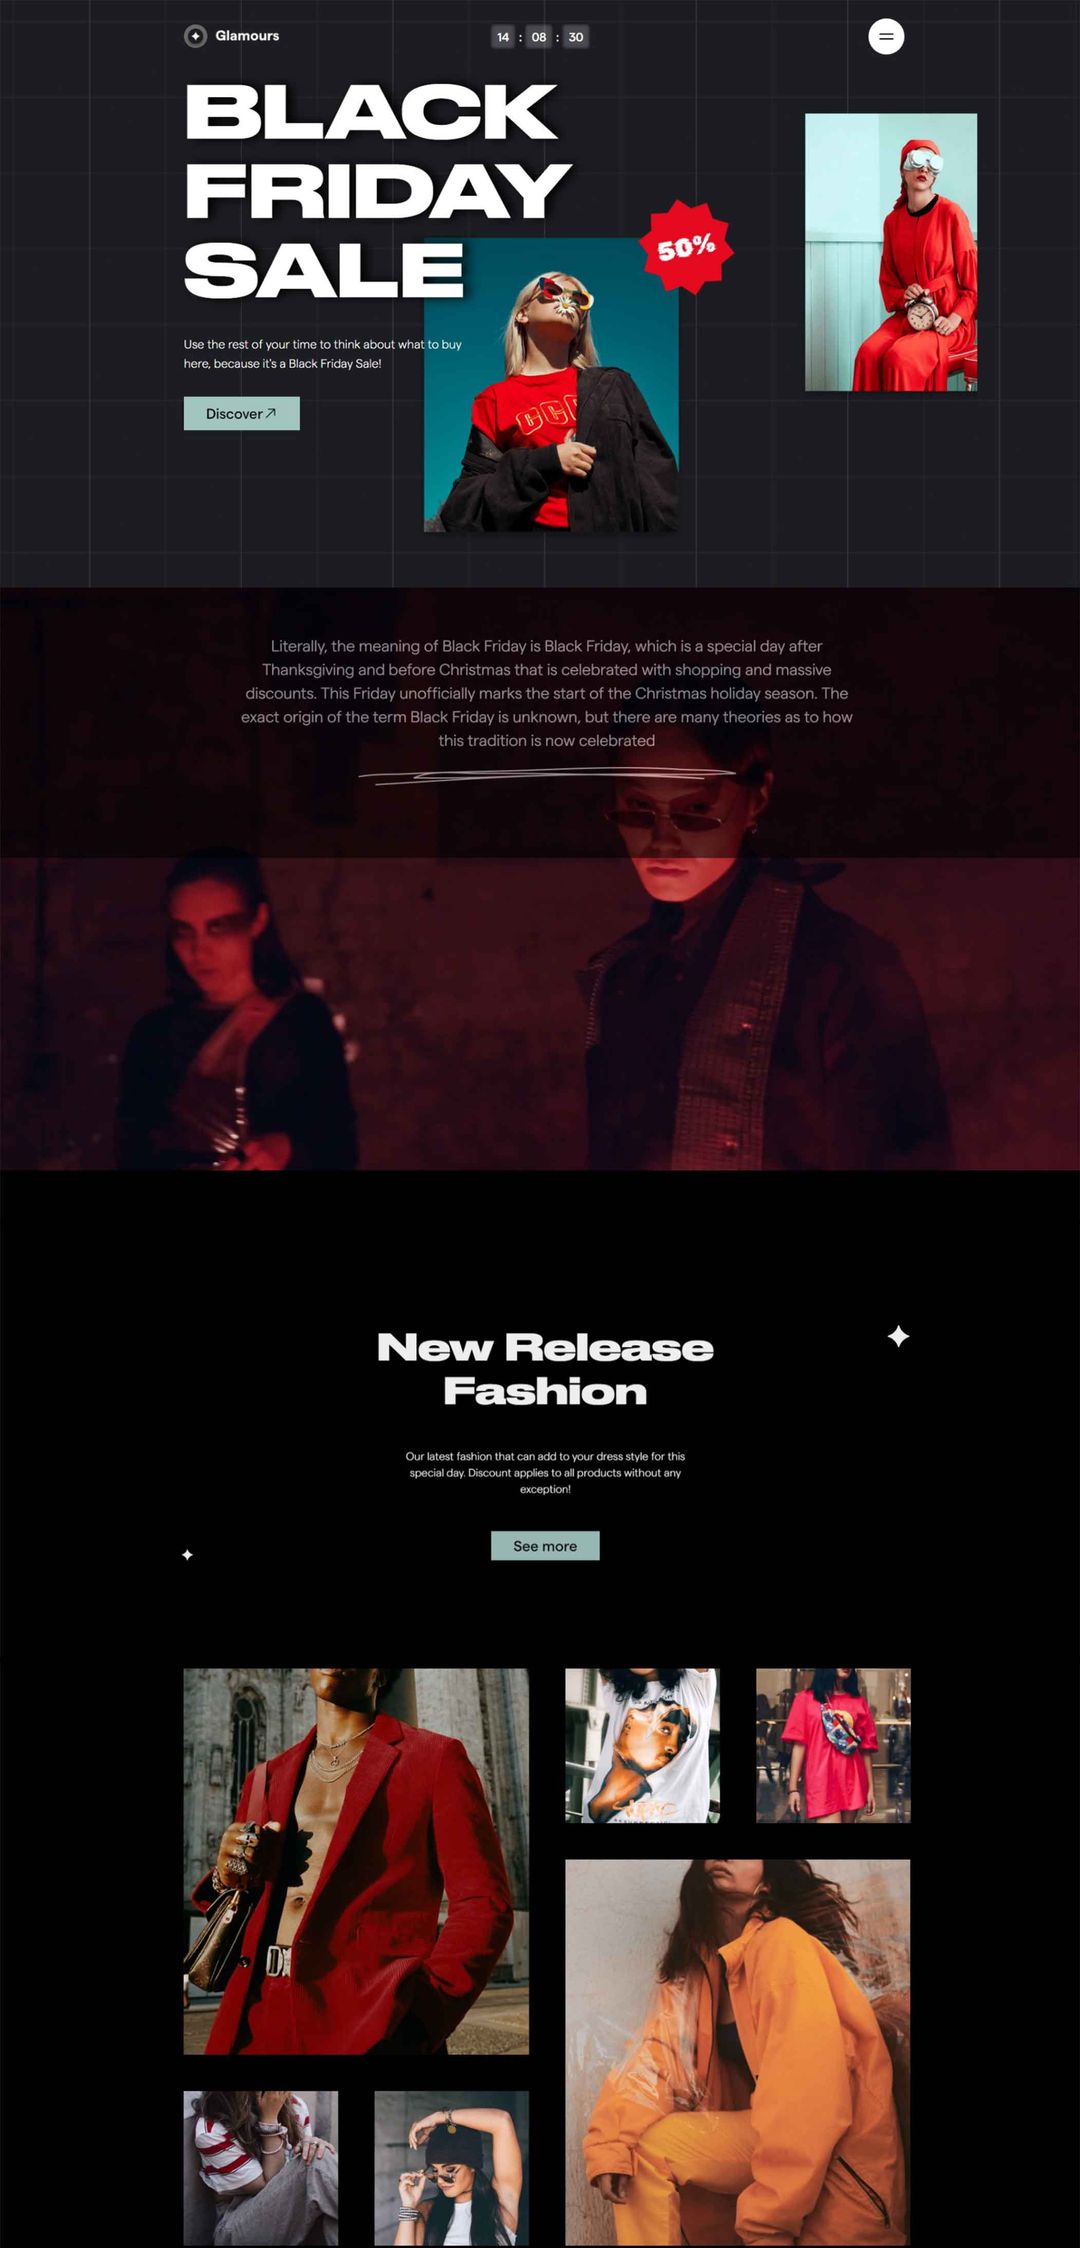 Glamours
14 : 08 : 30
BLACK
FRIDAY
SALE
50%
Use the rest of your time to think about what to buy
here, because it's a Black Friday Sale!
Discover
Literally, the meaning of Black Friday is Black Friday, which is a special day after
Thanksgiving and before Christmas that is celebrated with shopping and massive
discounts. This Friday unofficially marks the start of the Christmas holiday season. The
exact origin of the term Black Friday is unknown, but there are many theories as to how
this tradition is now celebrated
New Release
Fashion
Our latest fashion that can add to your dress style for this
special day. Discount applies to all products without any
exception!
See more